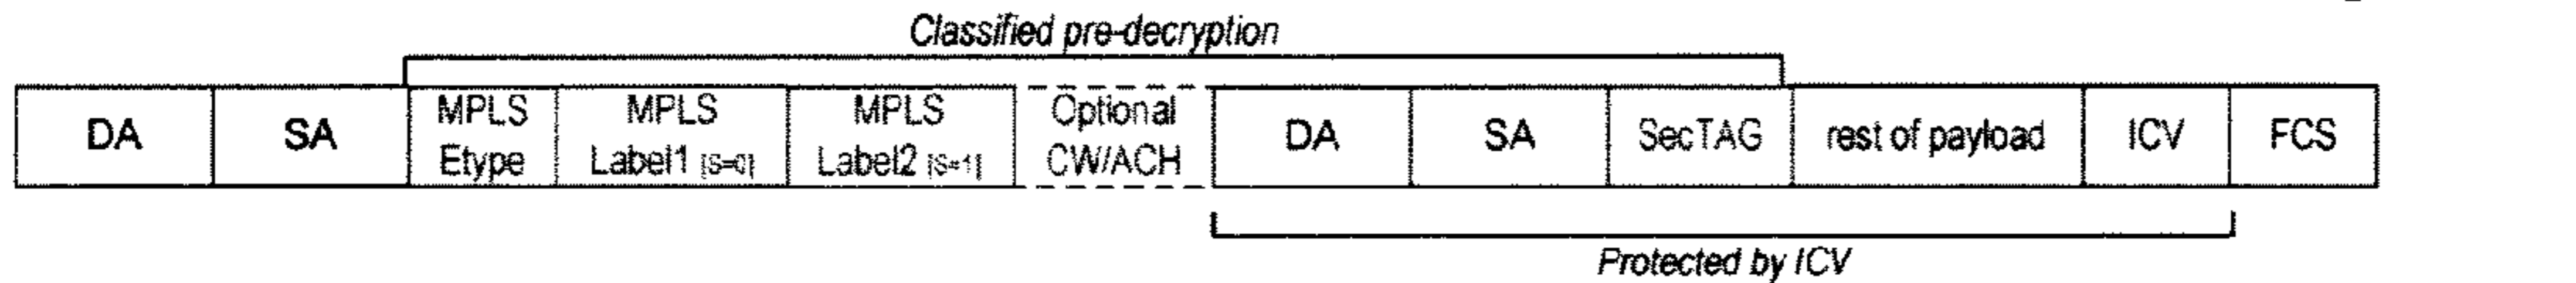 Classified pre-decryption
DA
SA
MPLS
Etype
MPLS
Label1 [S=0]
MPLS
Label2 [S=1]
Optional
CW/ACH
DA
SA
SecTAG
rest of payload
ICV
FCS
Protected by ICV